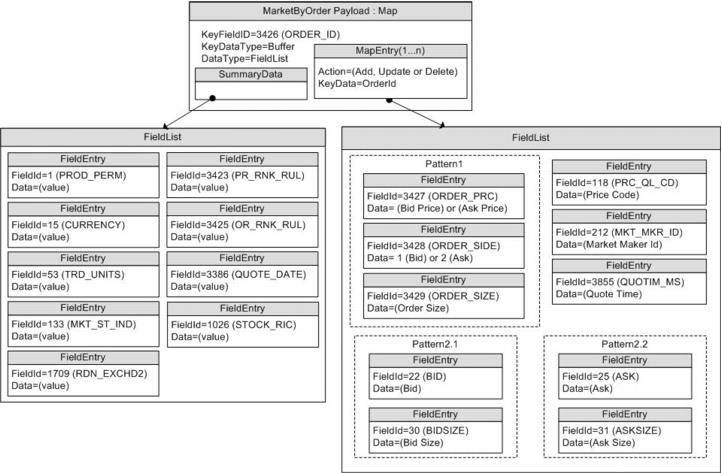 MarketByOrder Payload : Map
KeyFieldID=3426 (ORDER_ID)
KeyDataType=Buffer
DataType=FieldList
SummaryData
MapEntry(1...n)
Action=(Add, Update or Delete)
KeyData=OrderId
FieldList
FieldEntry
FieldId=1 (PROD_PERM)
Data=(value)
FieldEntry
FieldId=3423 (PR_RNK_RUL)
Data=(value)
FieldEntry
FieldId=15 (CURRENCY)
Data=(value)
FieldEntry
FieldId=3425 (OR_RNK_RUL)
Data=(value)
FieldEntry
FieldId=53 (TRD_UNITS)
Data=(value)
FieldEntry
FieldId=3386 (QUOTE_DATE)
Data=(value)
FieldEntry
FieldId=133 (MKT_ST_IND)
Data=(value)
FieldEntry
FieldId=1026 (STOCK_RIC)
Data=(value)
FieldEntry
FieldId=1709 (RDN_EXCHD2)
Data=(value)
FieldList
Pattern1
FieldEntry
FieldId=3427 (ORDER_PRC)
Data= (Bid Price) or (Ask Price)
FieldEntry
FieldId=3428 (ORDER_SIDE)
Data= 1 (Bid) or 2 (Ask)
FieldEntry
FieldId=3429 (ORDER_SIZE)
Data=(Order Size)
FieldEntry
FieldId=118 (PRC_QL_CD)
Data=(Price Code)
FieldEntry
FieldId=212 (MKT_MKR_ID)
Data=(Market Maker Id)
FieldEntry
FieldId=3855 (QUOTIM_MS)
Data=(Quote Time)
Pattern2.1
FieldEntry
FieldId=22 (BID)
Data=(Bid)
FieldEntry
FieldId=30 (BIDSIZE)
Data=(Bid Size)
Pattern2.2
FieldEntry
FieldId=25 (ASK)
Data=(Ask)
FieldEntry
FieldId=31 (ASKSIZE)
Data=(Ask Size)